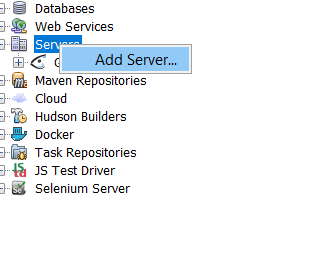 Databases
Web Services
Servers
Add Server...
Maven Repositories
Cloud
Hudson Builders
Docker
Task Repositories
JS Test Driver
Selenium Server